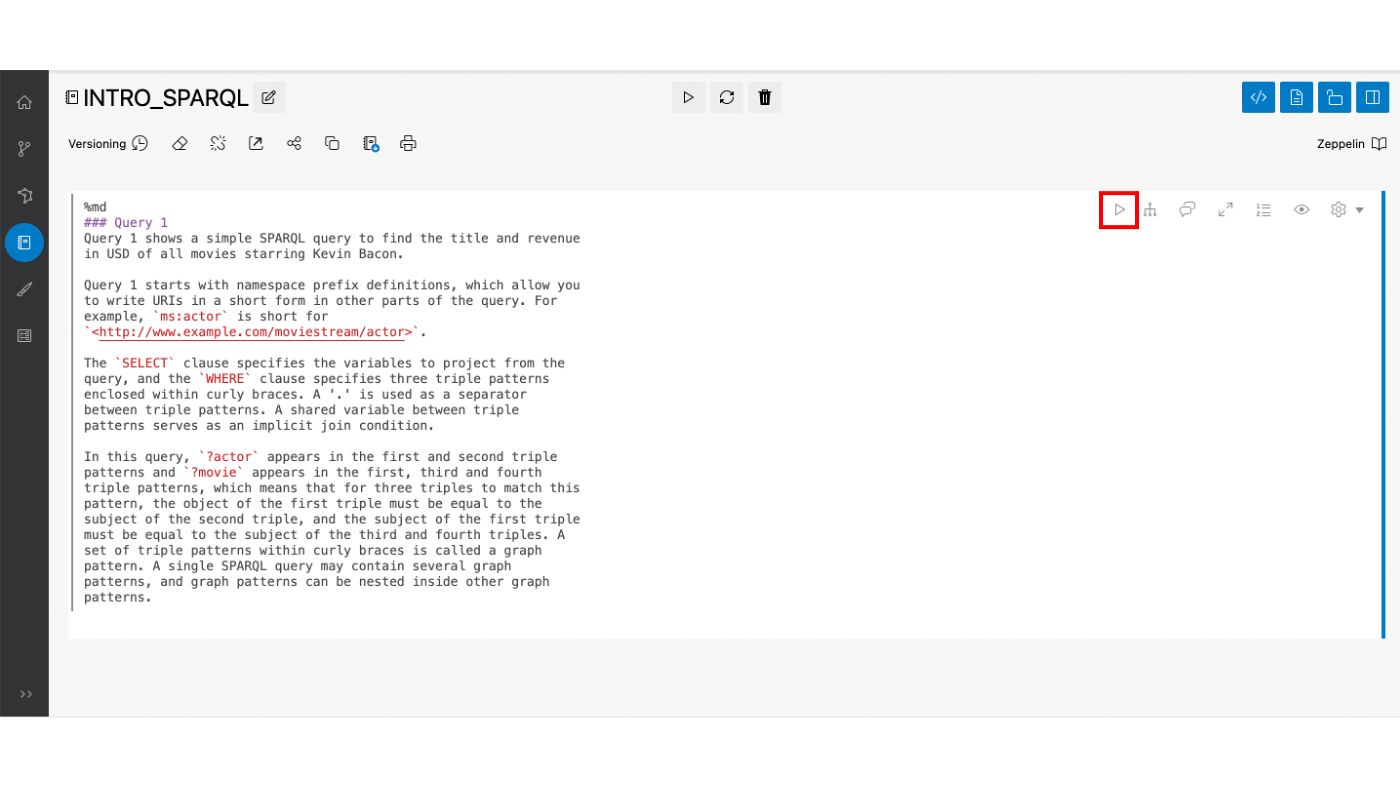 INTRO_SPARQL
Versioning
Zeppelin
%md
### Query 1
Query 1 shows a simple SPARQL query to find the title and revenue
in USD of all movies starring Kevin Bacon.
Query 1 starts with namespace prefix definitions, which allow you
to write URIs in a short form in other parts of the query. For
example, `ms:actor` is short for
`<http://www.example.com/moviestream/actor>`.
The `SELECT` clause specifies the variables to project from the
query, and the `WHERE` clause specifies three triple patterns
enclosed within curly braces. A '.' is used as a separator
between triple patterns. A shared variable between triple
patterns serves as an implicit join condition.
In this query, `?actor` appears in the first and second triple
patterns and `?movie` appears in the first, third and fourth
triple patterns, which means that for three triples to match this
pattern, the object of the first triple must be equal to the
subject of the second triple, and the subject of the first triple
must be equal to the subject of the third and fourth triples. A
set of triple patterns within curly braces is called a graph
pattern. A single SPARQL query may contain several graph
patterns, and graph patterns can be nested inside other graph
patterns.